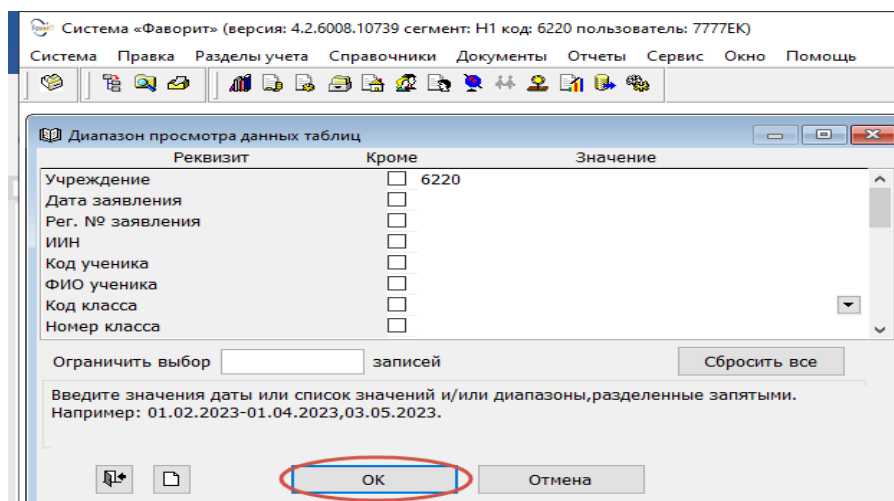 Система «Фаворит» (версия: 4.2.6008.10739 сегмент: Н1 код: 6220 пользователь: 7777ЕК)
Система Правка Разделы учета Справочники Документы Отчеты Сервис Окно Помощь
Диапазон просмотра данных таблиц
Реквизит Кроме Значение
Учреждение 6220
Дата заявления
Рег. № заявления
ИИН
Код ученика
ФИО ученика
Код класса
Номер класса
Ограничить выбор записей Сбросить все
Введите значения даты или список значений и/или диапазоны,разделенные запятыми.
Например: 01.02.2023-01.04.2023,03.05.2023.
ОК Отмена